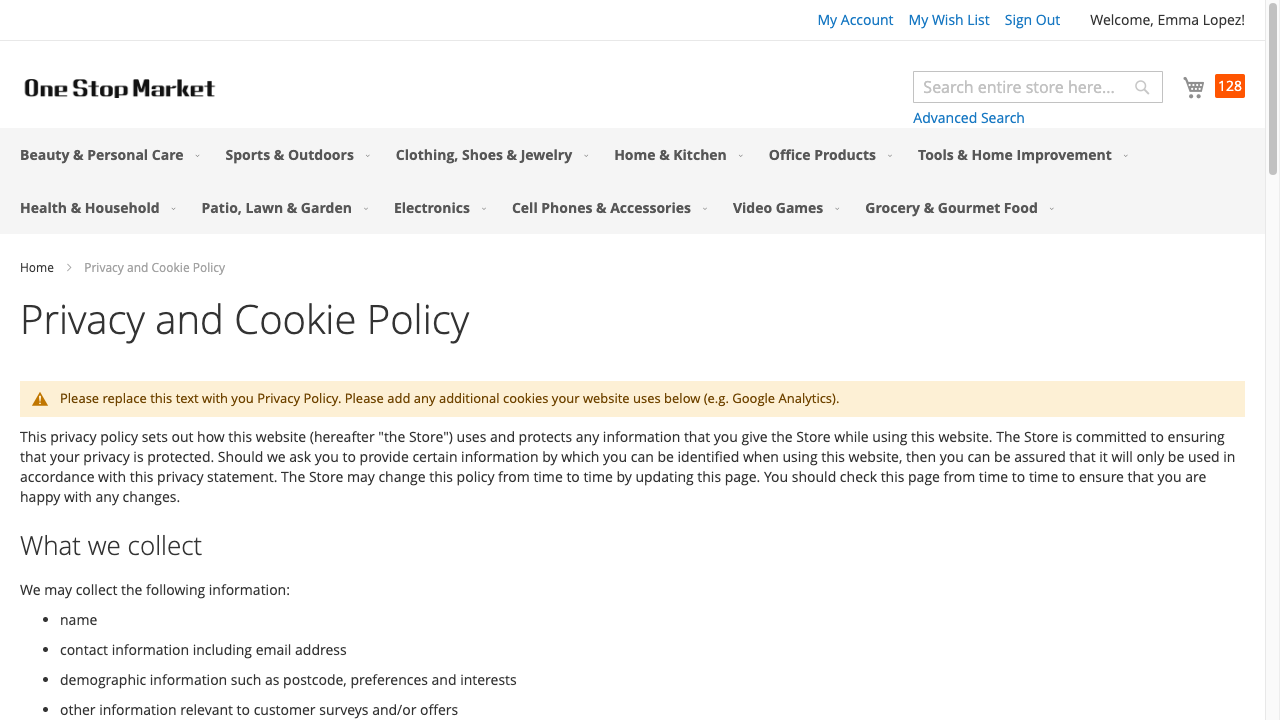 My Account My Wish List Sign Out Welcome, Emma Lopez!
One Stop Market
Search entire store here...
128
Advanced Search
Beauty & Personal Care Sports & Outdoors Clothing, Shoes & Jewelry Home & Kitchen Office Products Tools & Home Improvement
Health & Household Patio, Lawn & Garden Electronics Cell Phones & Accessories Video Games Grocery & Gourmet Food
Home Privacy and Cookie Policy
Privacy and Cookie Policy
Please replace this text with you Privacy Policy. Please add any additional cookies your website uses below (e.g. Google Analytics).
This privacy policy sets out how this website (hereafter "the Store") uses and protects any information that you give the Store while using this website. The Store is committed to ensuring
that your privacy is protected. Should we ask you to provide certain information by which you can be identified when using this website, then you can be assured that it will only be used in
accordance with this privacy statement. The Store may change this policy from time to time by updating this page. You should check this page from time to time to ensure that you are
happy with any changes.
What we collect
We may collect the following information:
• name
• contact information including email address
• demographic information such as postcode, preferences and interests
• other information relevant to customer surveys and/or offers